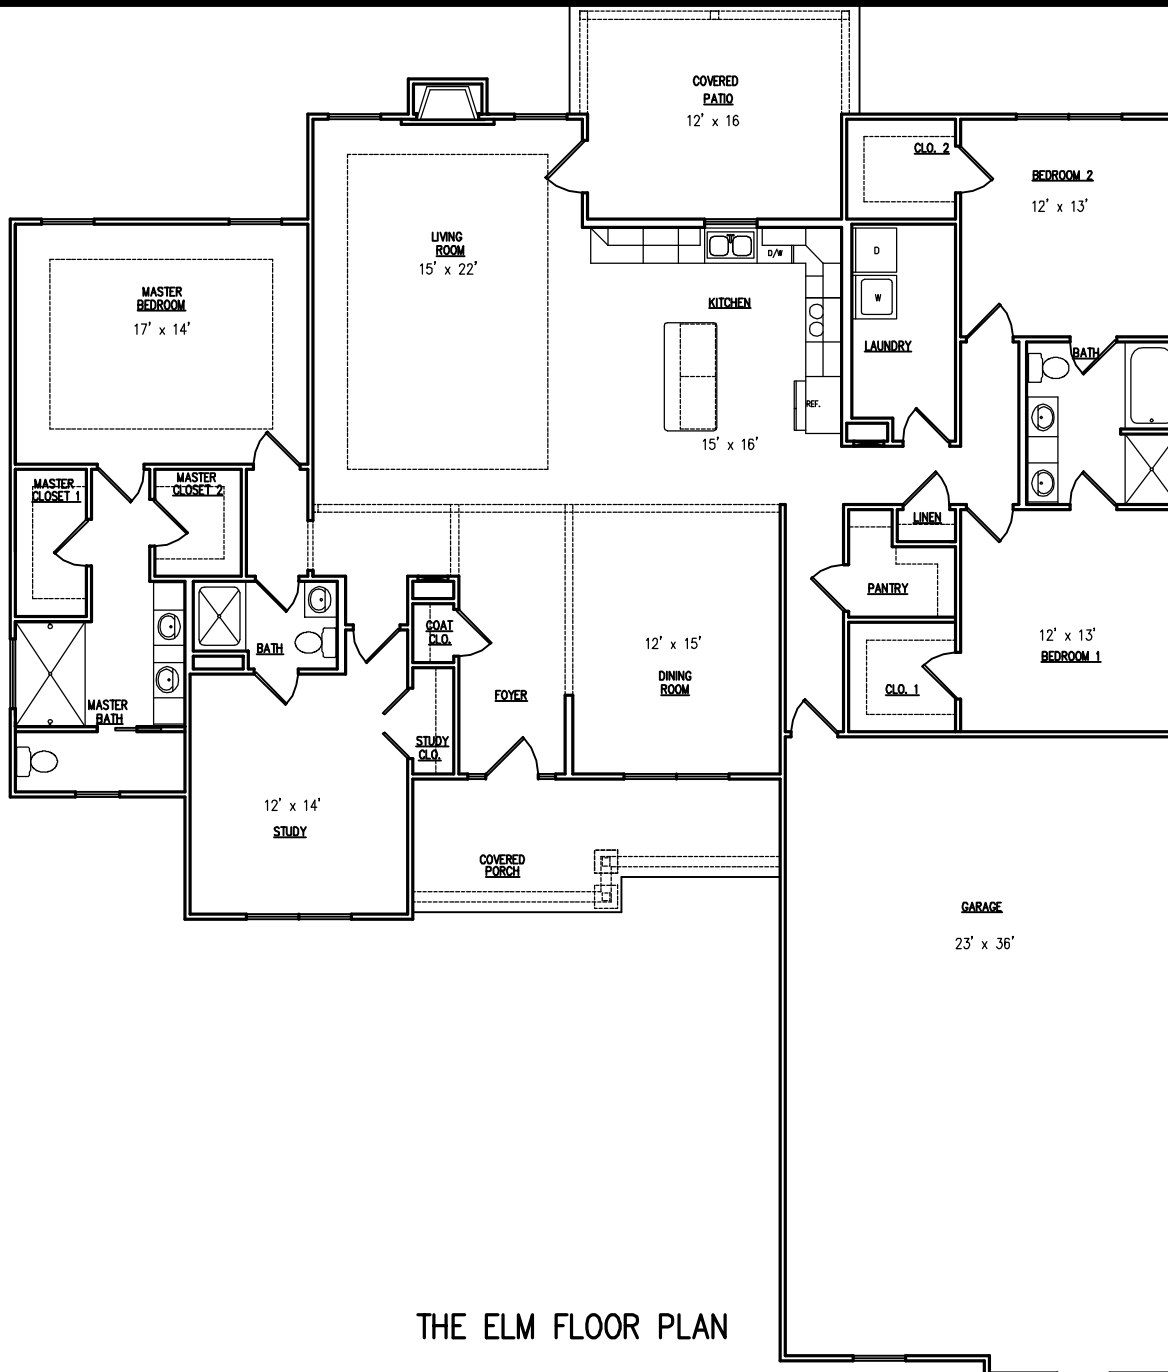 COVERED
PATIO
12' x 16
CLO. 2
BEDROOM 2
12' x 13'
LIVING
ROOM
15' x 22'
D/W
D
W
KITCHEN
MASTER
BEDROOM
17' x 14'
LAUNDRY
BATH
REF.
15' x 16'
MASTER
CLOSET 1
MASTER
CLOSET 2
LINEN
PANTRY
COAT
CLO.
12' x 15'
DINING
ROOM
12' x 13'
BEDROOM 1
BATH
CLO. 1
FOYER
MASTER
BATH
STUDY
CLO.
12' x 14'
STUDY
COVERED
PORCH
GARAGE
23' x 36'
THE ELM FLOOR PLAN